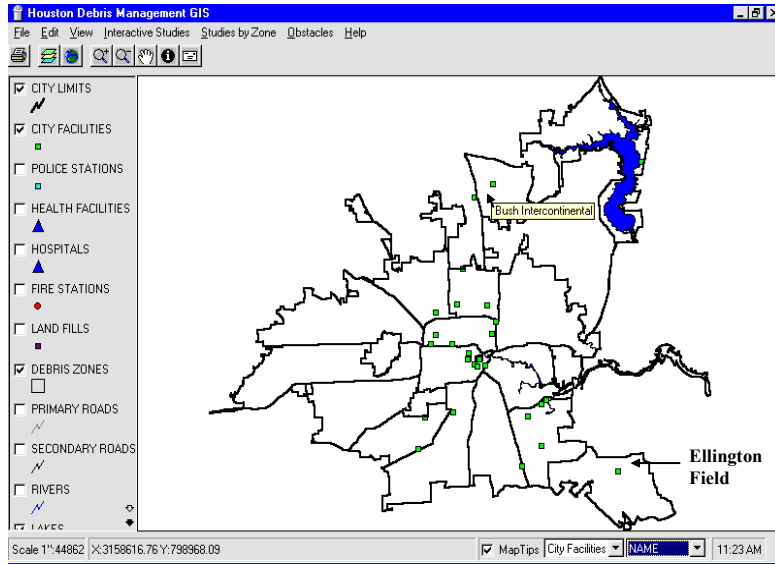 Houston Debris Management GIS
File Edit View Interactive Studies Studies by Zone Obstacles Help
CITY LIMITS
CITY FACILITIES
POLICE STATIONS
HEALTH FACILITIES
HOSPITALS
FIRE STATIONS
LAND FILLS
DEBRIS ZONES
PRIMARY ROADS
SECONDARY ROADS
RIVERS
LAKES
Bush Intercontinental
Ellington
Field
Scale 1":44862 X:3158616.76 Y:798968.09 MapTips City Facilities NAME 11:23 AM